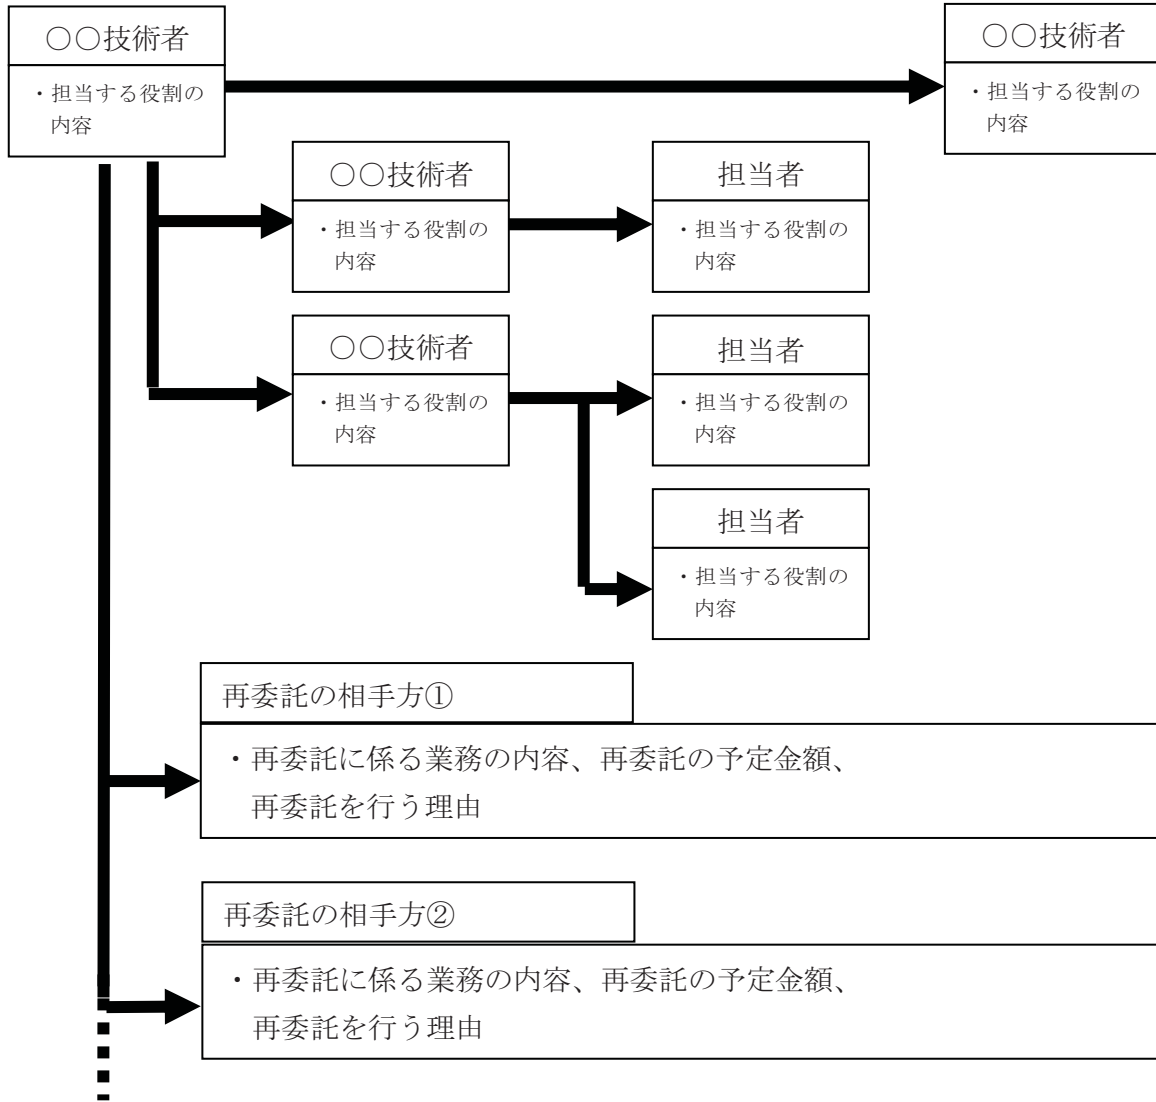 〇〇技術者
・担当する役割の
内容
〇〇技術者
・担当する役割の
内容
〇〇技術者
・担当する役割の
内容
担当者
・担当する役割の
内容
〇〇技術者
・担当する役割の
内容
担当者
・担当する役割の
内容
担当者
・担当する役割の
内容
再委託の相手方①
・再委託に係る業務の内容、再委託の予定金額、
再委託を行う理由
再委託の相手方②
・再委託に係る業務の内容、再委託の予定金額、
再委託を行う理由